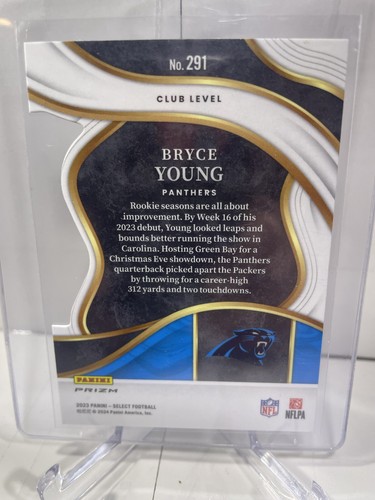 No. 291
CLUB LEVEL
BRYCE
YOUNG
PANTHERS
Rookie seasons are all about
improvement. By Week 16 of his
2023 debut, Young looked leaps and
bounds better running the show in
Carolina. Hosting Green Bay for a
Christmas Eve showdown, the Panthers
quarterback picked apart the Packers
by throwing for a career-high
312 yards and two touchdowns.
PANINI
PRIZM
2023 PANINI – SELECT FOOTBALL
© 2024 Panini America, Inc.
NFL
NFLPA